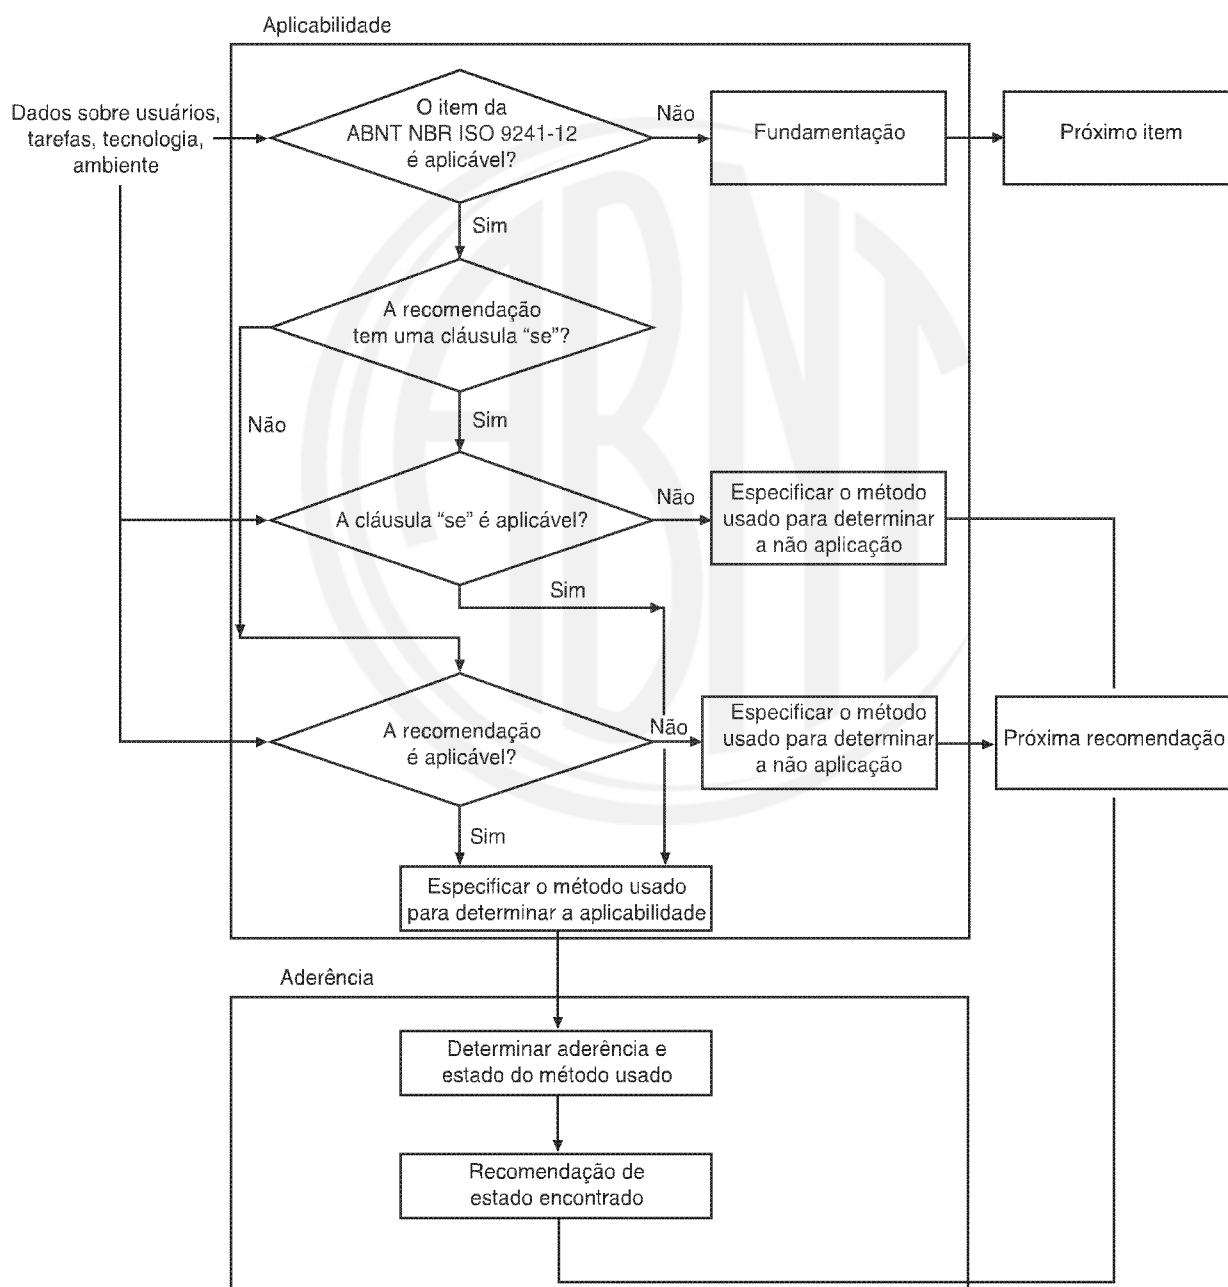 Aplicabilidade
Dados sobre usuários,
tarefas, tecnologia,
ambiente
O item da
ABNT NBR ISO 9241-12
é aplicável?
Não
Fundamentação
Próximo item
Sim
A recomendação
tem uma cláusula “se”?
Não
Sim
A cláusula “se” é aplicável?
Não
Especificar o método
usado para determinar
a não aplicação
Sim
A recomendação
é aplicável?
Não
Especificar o método
usado para determinar
a não aplicação
Próxima recomendação
Sim
Especificar o método usado
para determinar a aplicabilidade
Aderência
Determinar aderência e
estado do método usado
Recomendação de
estado encontrado
ABNT